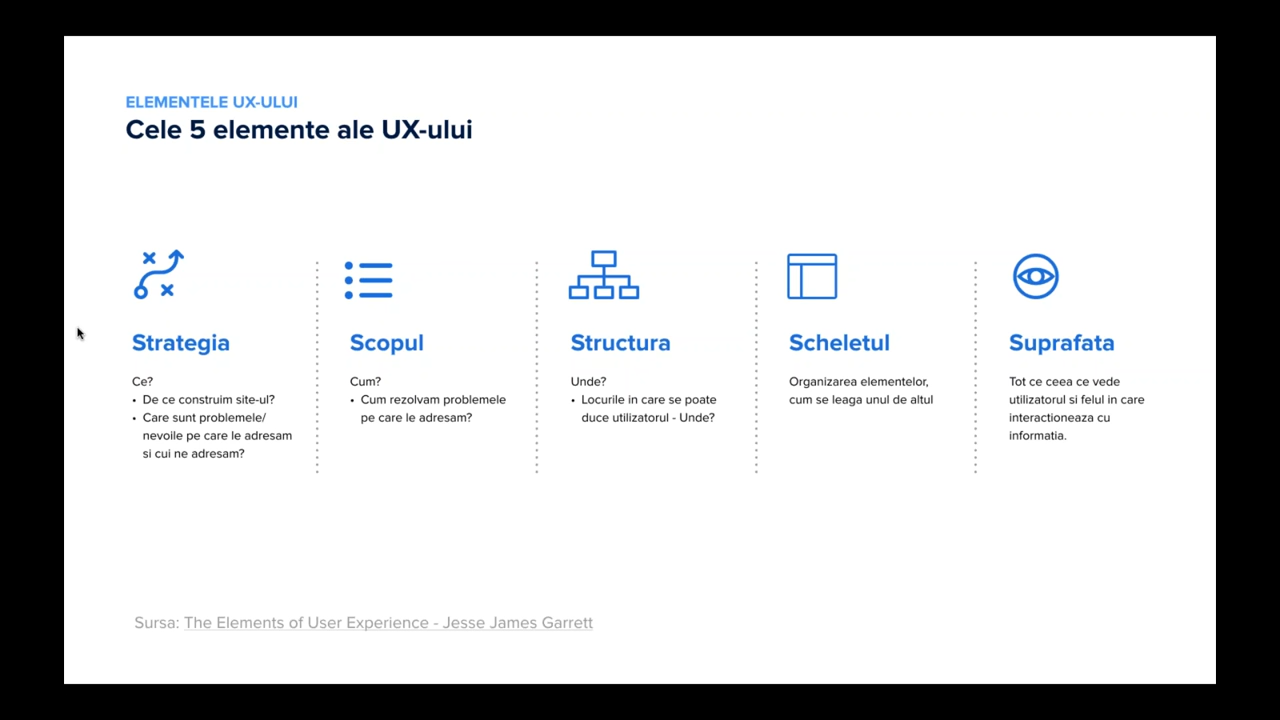 ELEMENTELE UX-ULUI
Cele 5 elemente ale UX-ului
Strategia
Ce?
• De ce construim site-ul?
• Care sunt problemele/
nevoile pe care le adresam
si cui ne adresam?
Scopul
Cum?
• Cum rezolvam problemele
pe care le adresam?
Structura
Unde?
• Locurile in care se poate
duce utilizatorul - Unde?
Scheletul
Organizarea elementelor,
cum se leaga unul de altul
Suprafata
Tot ce ceea ce vede
utilizatorul si felul in care
interactioneaza cu
informatia.
Sursa: The Elements of User Experience - Jesse James Garrett